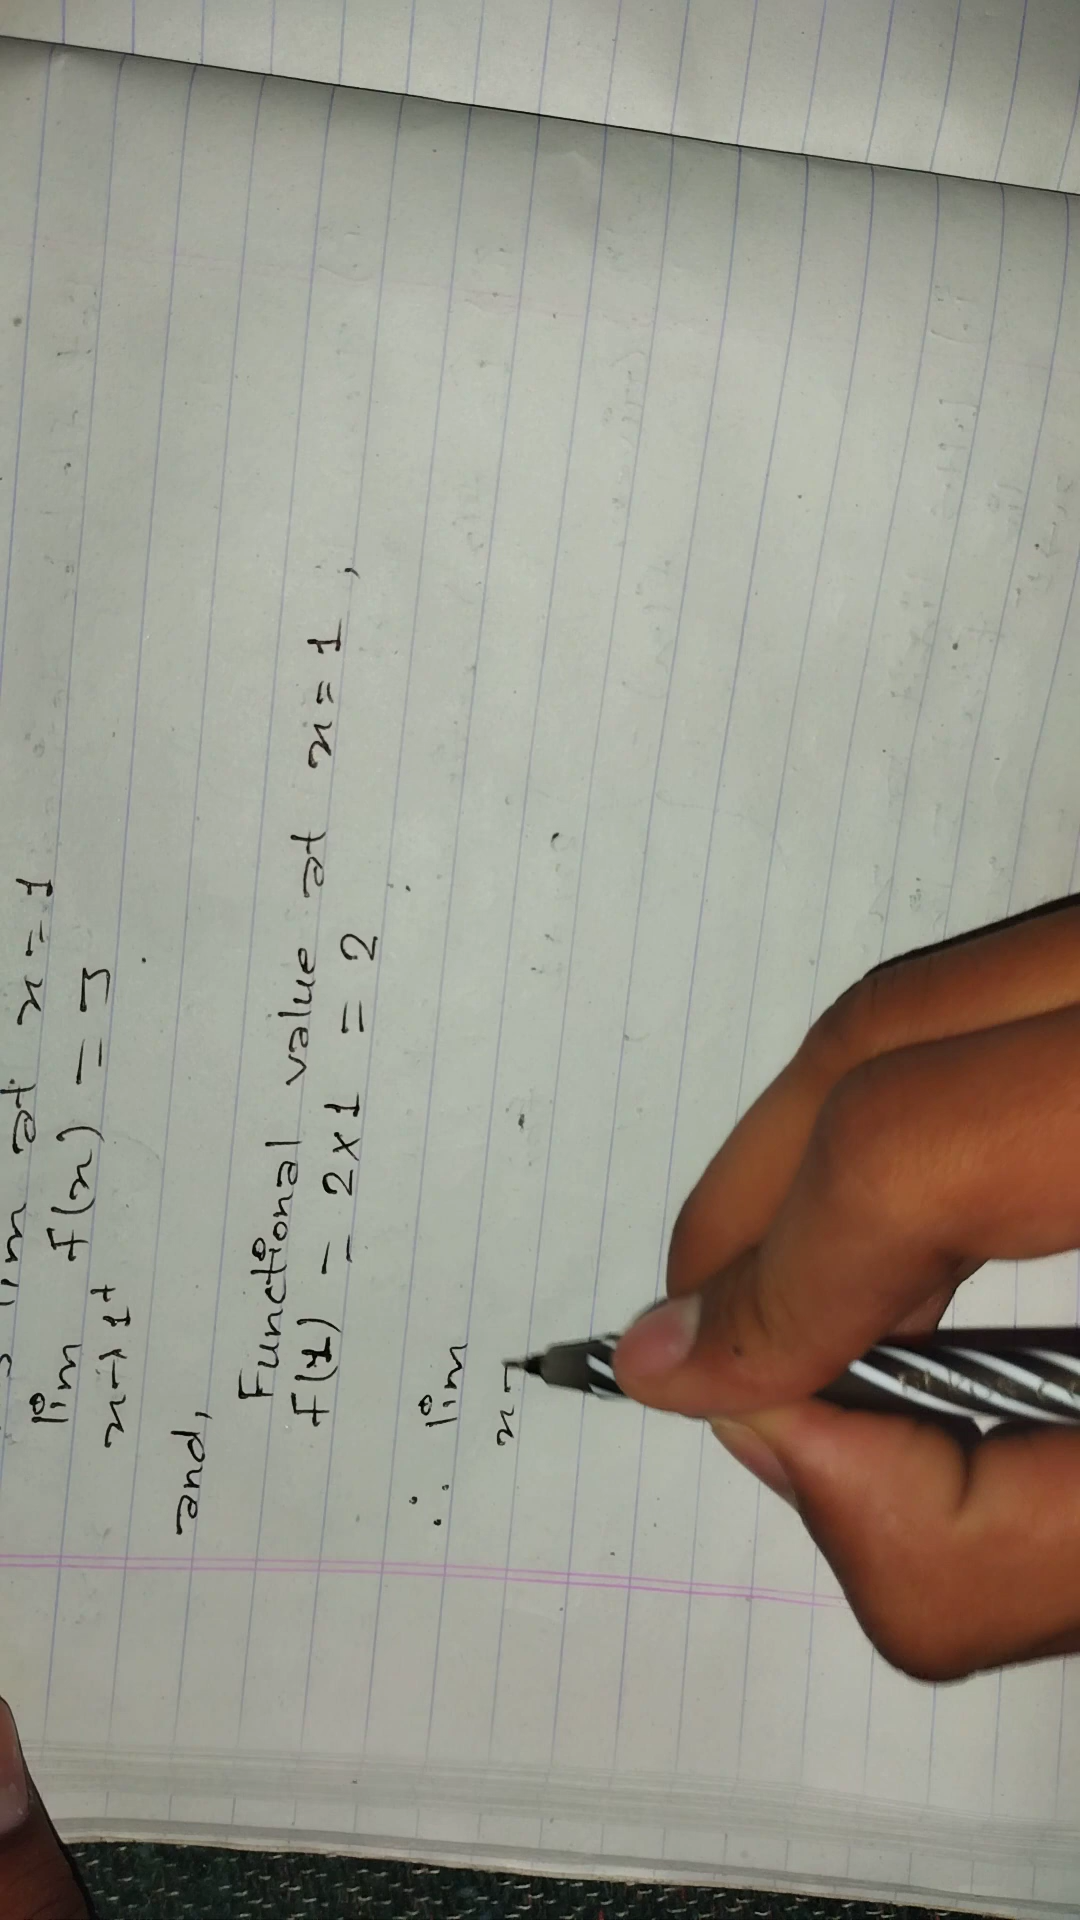 lim at x = 1
lim f(x) = 3
x→1⁺
and,
Functional value at x = 1,
f(1) = 2×1 = 2
∴ lim
x-